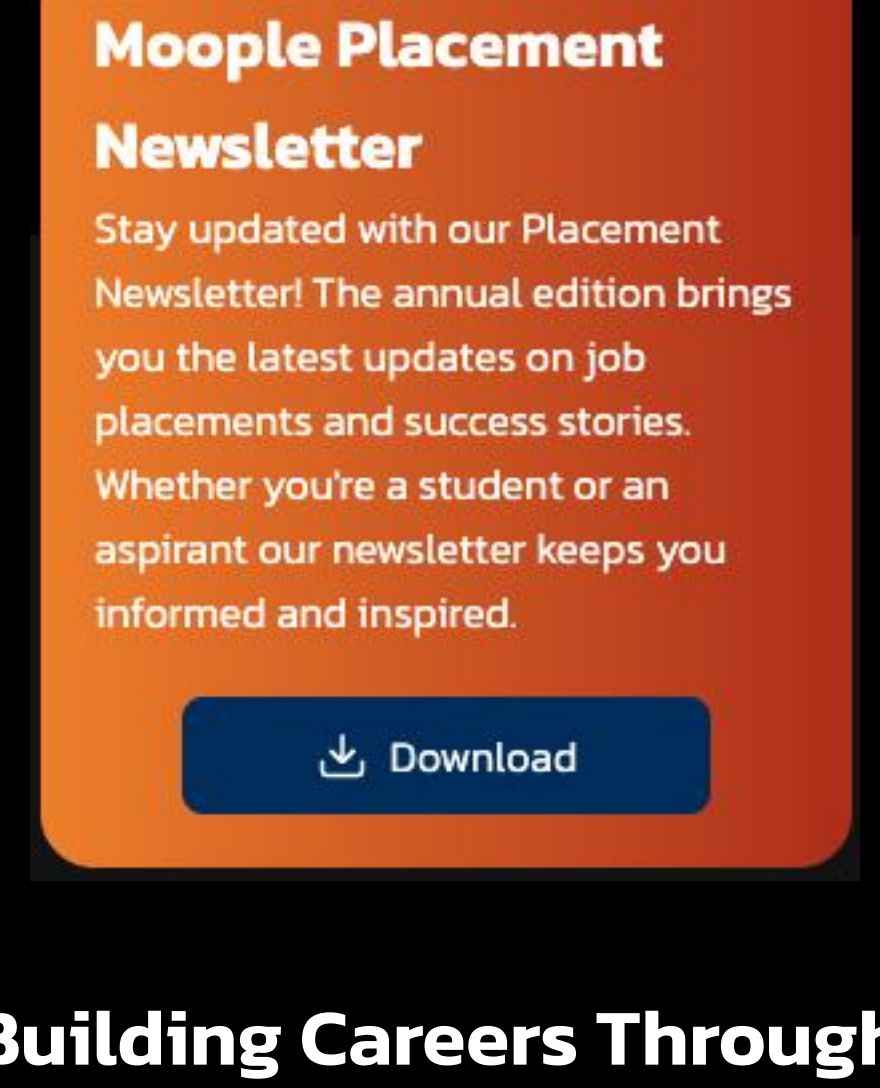 Moople Placement
Newsletter
Stay updated with our Placement
Newsletter! The annual edition brings
you the latest updates on job
placements and success stories.
Whether you're a student or an
aspirant our newsletter keeps you
informed and inspired.
Download
Building Careers Through